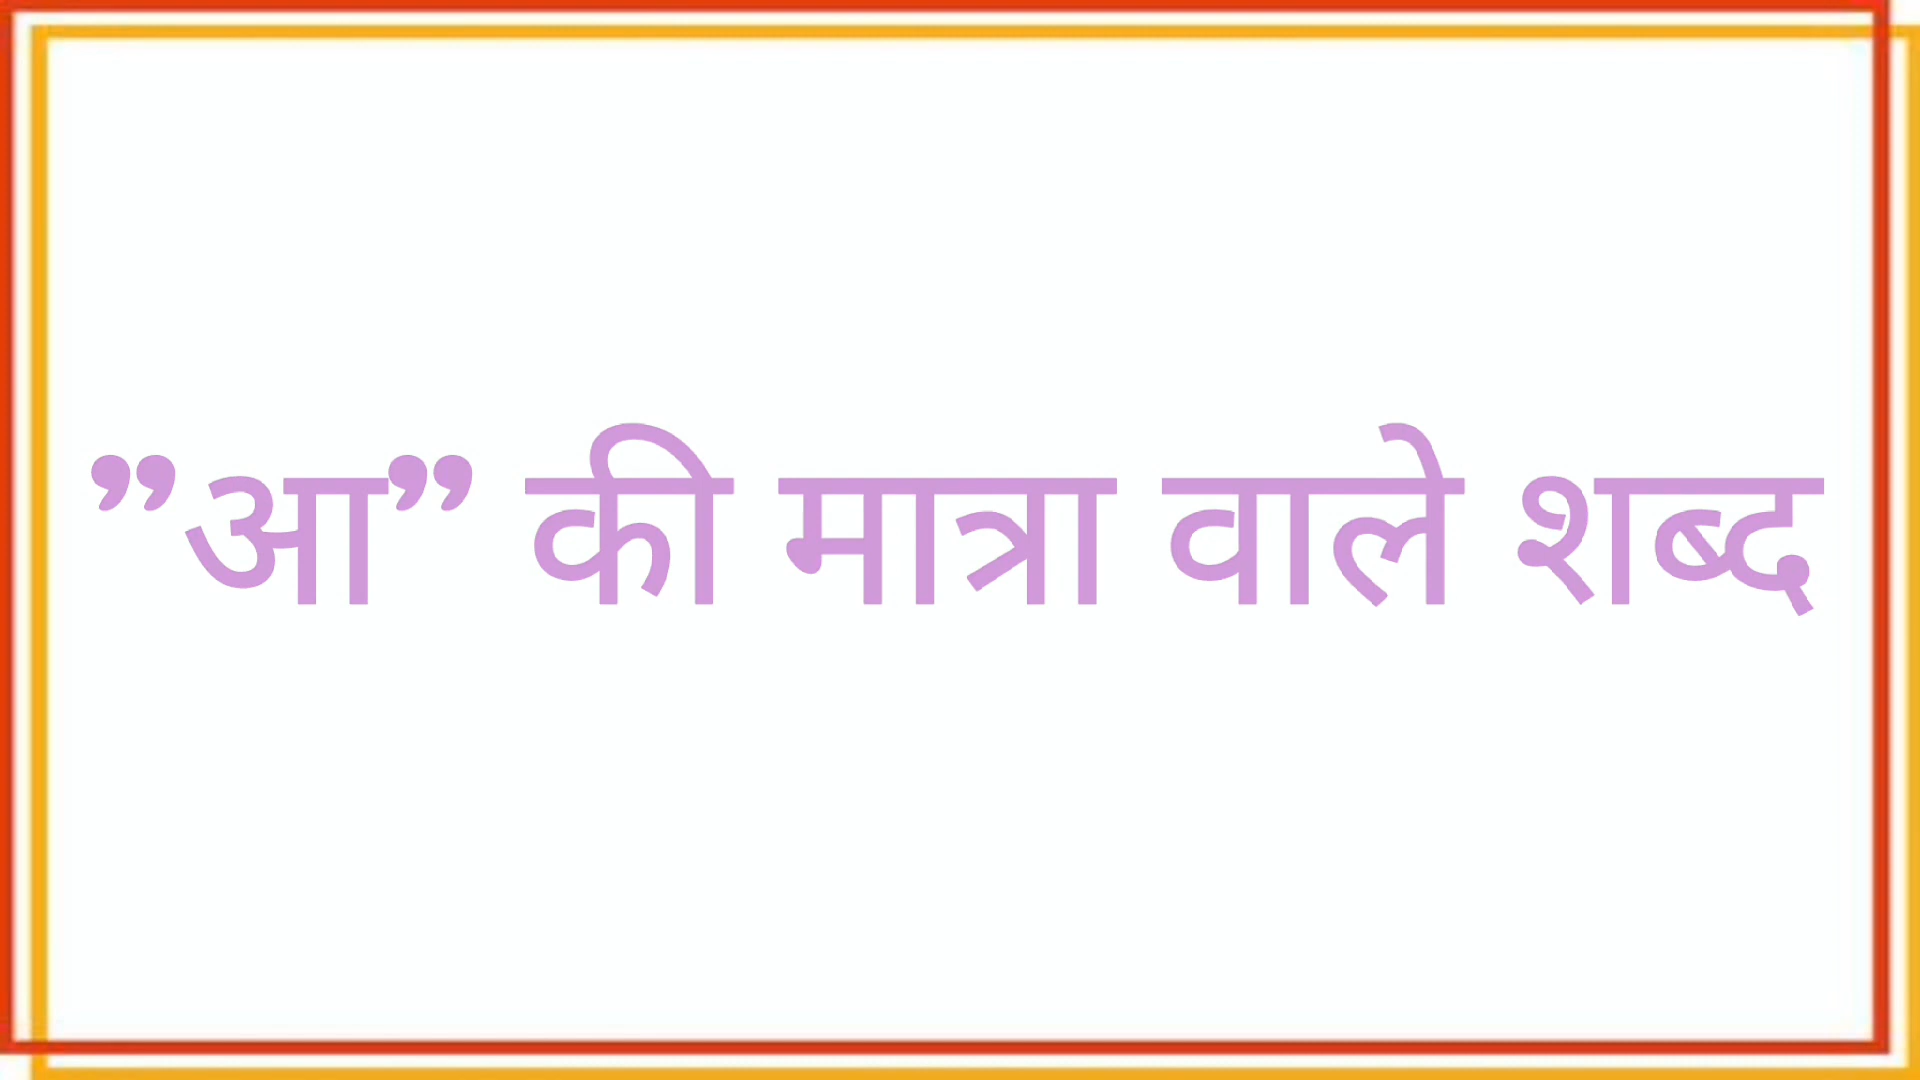 ”आ” की मात्रा वाले शब्द